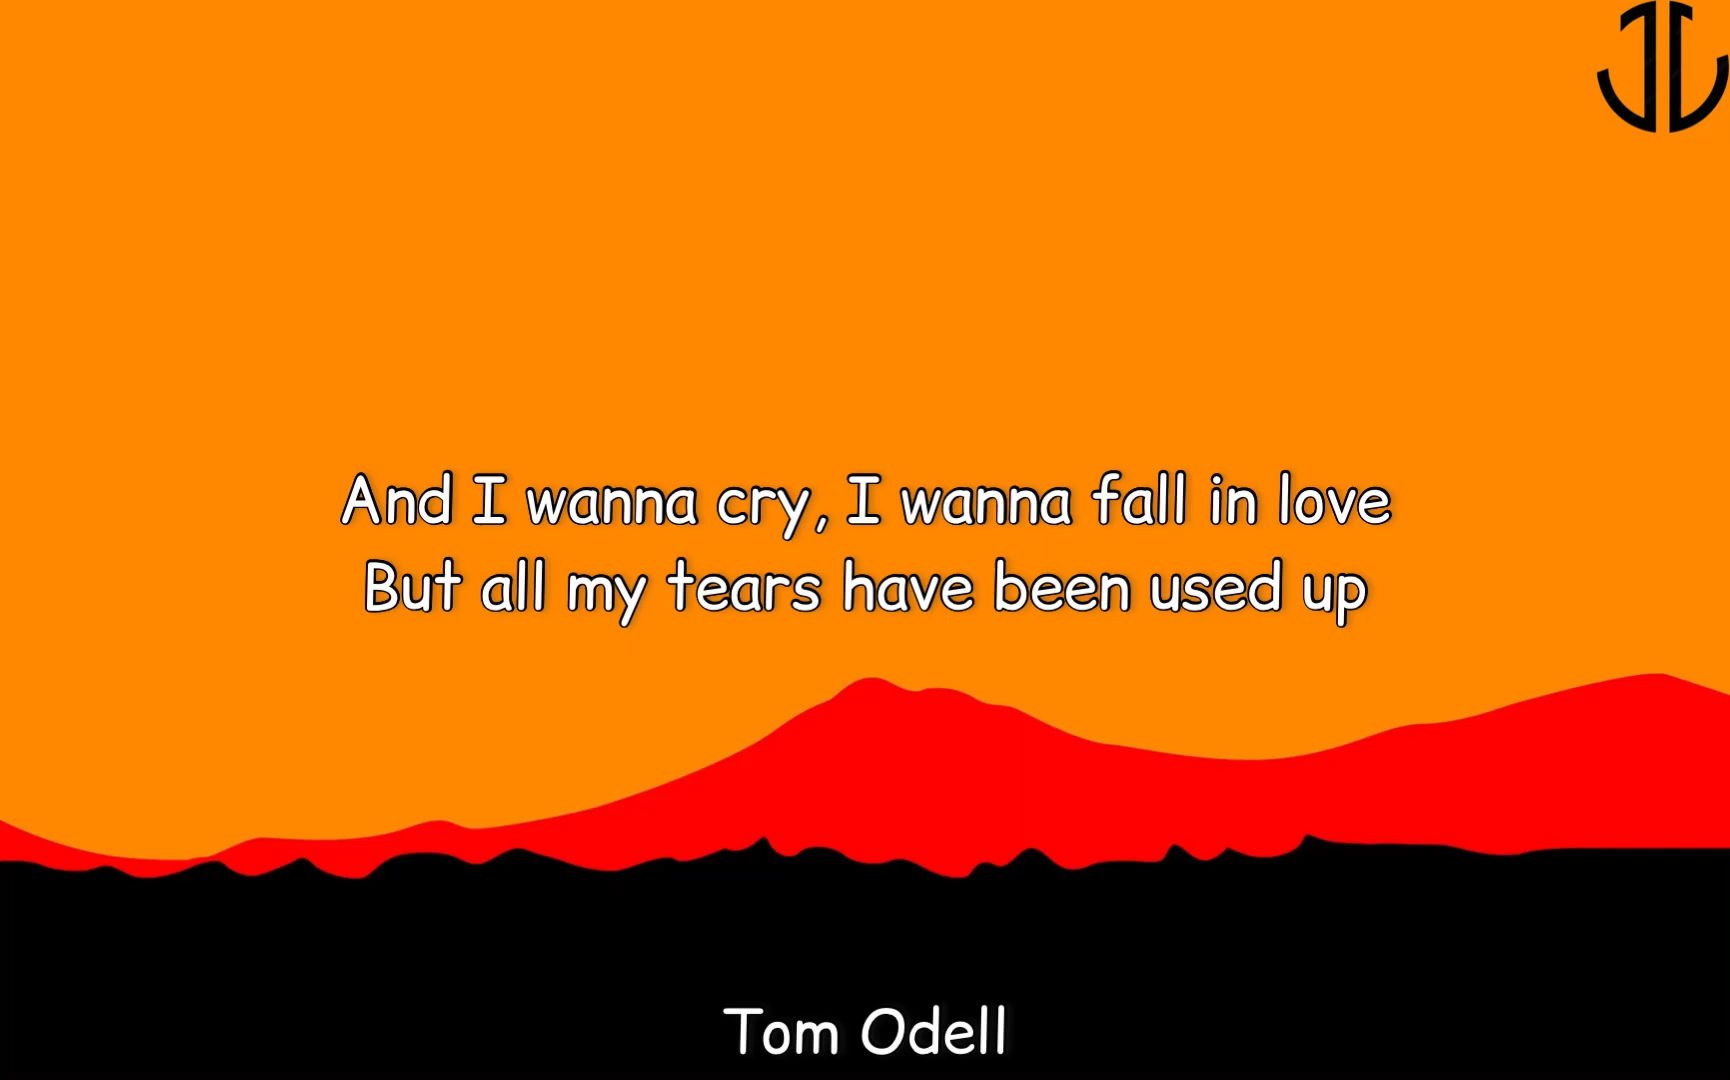 And I wanna cry, I wanna fall in love
But all my tears have been used up
Tom Odell